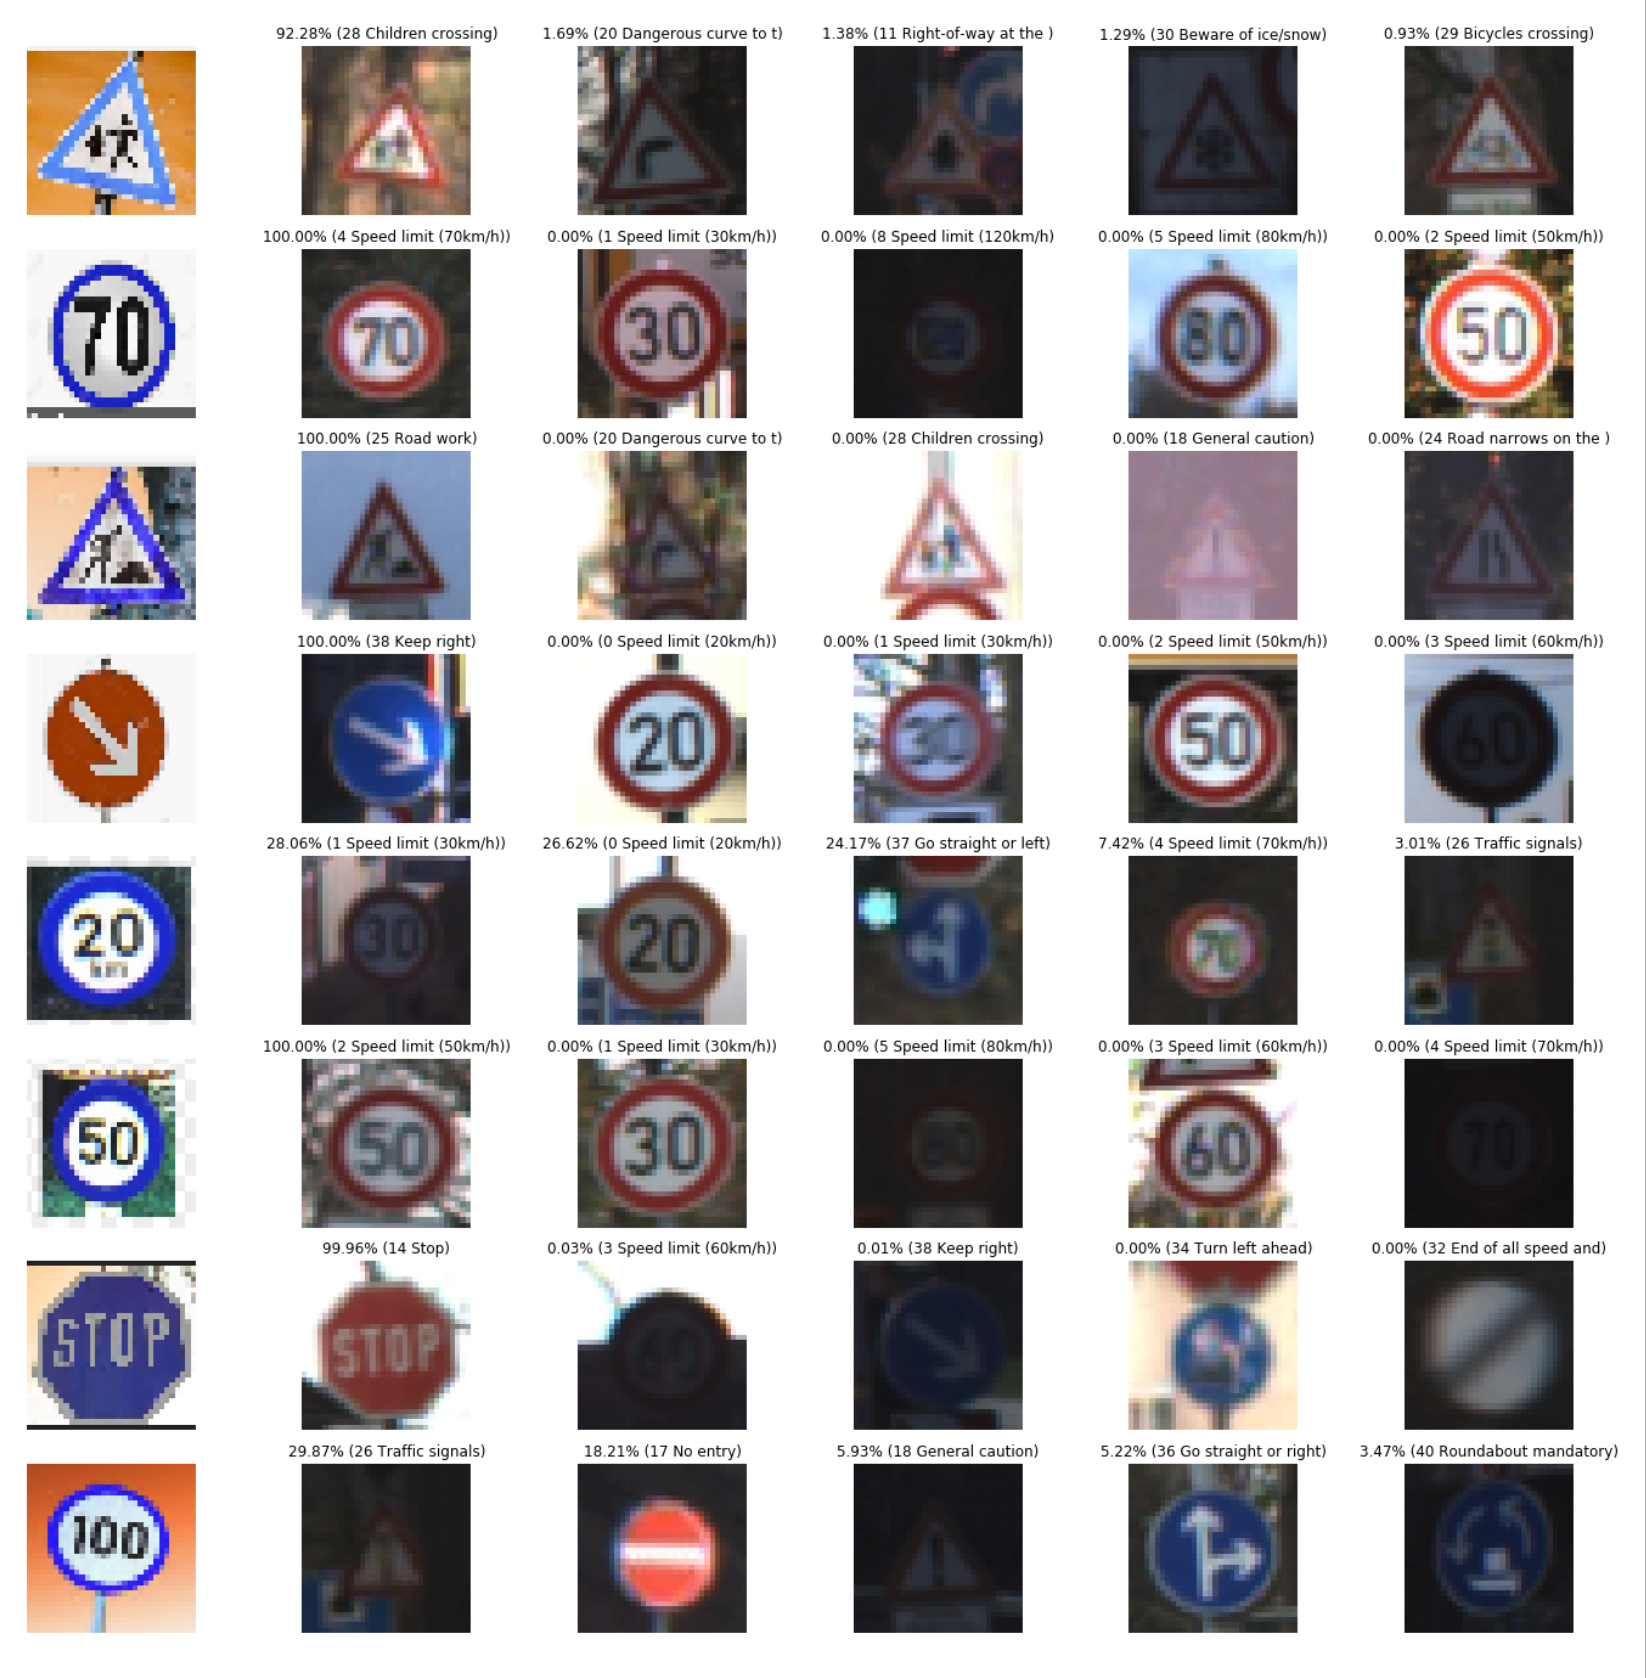 92.28% (28 Children crossing) 1.69% (20 Dangerous curve to t) 1.38% (11 Right-of-way at the ) 1.29% (30 Beware of ice/snow) 0.93% (29 Bicycles crossing)
100.00% (4 Speed limit (70km/h)) 0.00% (1 Speed limit (30km/h)) 0.00% (8 Speed limit (120km/h) 0.00% (5 Speed limit (80km/h)) 0.00% (2 Speed limit (50km/h))
70 70 30 80 50
100.00% (25 Road work) 0.00% (20 Dangerous curve to t) 0.00% (28 Children crossing) 0.00% (18 General caution) 0.00% (24 Road narrows on the )
100.00% (38 Keep right) 0.00% (0 Speed limit (20km/h)) 0.00% (1 Speed limit (30km/h)) 0.00% (2 Speed limit (50km/h)) 0.00% (3 Speed limit (60km/h))
20 30 50 60
28.06% (1 Speed limit (30km/h)) 26.62% (0 Speed limit (20km/h)) 24.17% (37 Go straight or left) 7.42% (4 Speed limit (70km/h)) 3.01% (26 Traffic signals)
20 30 20 70
km
100.00% (2 Speed limit (50km/h)) 0.00% (1 Speed limit (30km/h)) 0.00% (5 Speed limit (80km/h)) 0.00% (3 Speed limit (60km/h)) 0.00% (4 Speed limit (70km/h))
50 50 30 80 60 70
99.96% (14 Stop) 0.03% (3 Speed limit (60km/h)) 0.01% (38 Keep right) 0.00% (34 Turn left ahead) 0.00% (32 End of all speed and)
STOP STOP 60
29.87% (26 Traffic signals) 18.21% (17 No entry) 5.93% (18 General caution) 5.22% (36 Go straight or right) 3.47% (40 Roundabout mandatory)
100